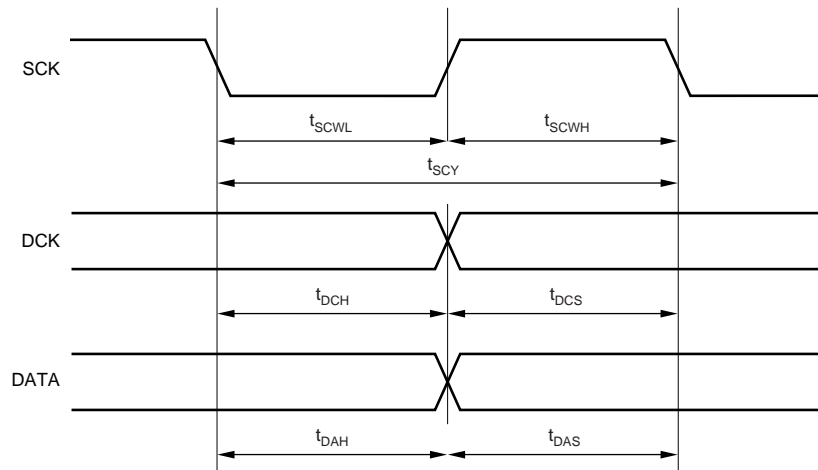 SCK
tSCWL tSCWH
tSCY
DCK
tDCH tDCS
DATA
tDAH tDAS